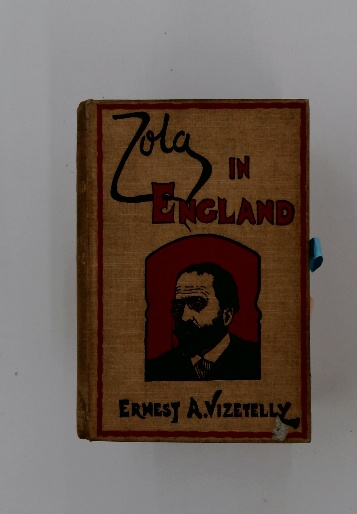 Zola
IN
ENGLAND
ERNEST A. VIZETELLY